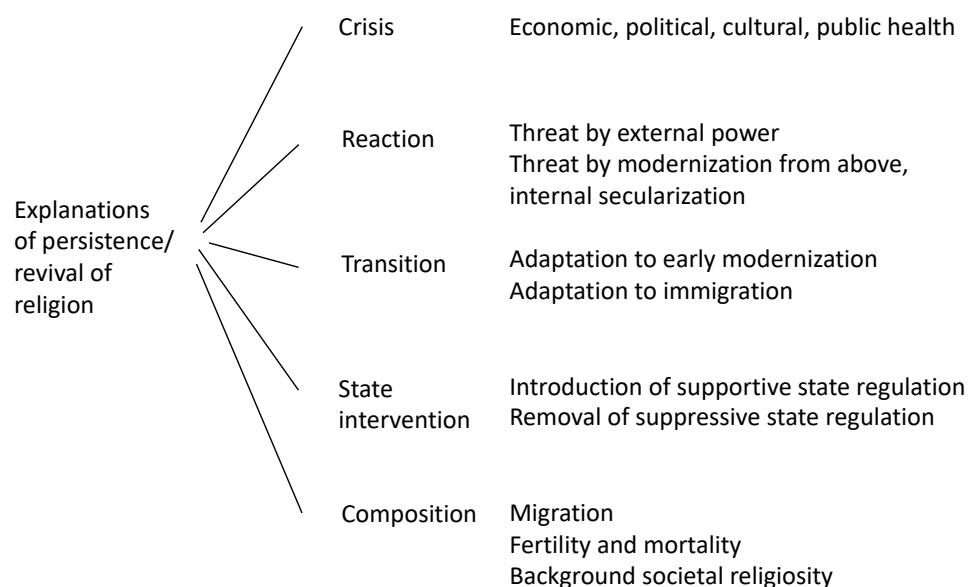 Crisis
Economic, political, cultural, public health
Reaction
Threat by external power
Threat by modernization from above,
internal secularization
Explanations
of persistence/
revival of
religion
Transition
Adaptation to early modernization
Adaptation to immigration
State
intervention
Introduction of supportive state regulation
Removal of suppressive state regulation
Composition
Migration
Fertility and mortality
Background societal religiosity